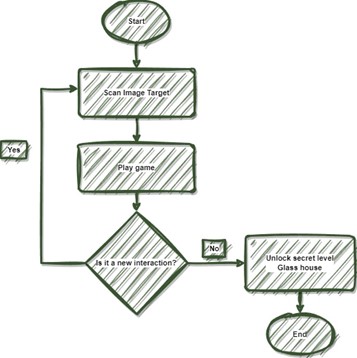 Start
Scan Image Target
Yes
Play game
Is it a new interaction?
No
Unlock secret level
Glass house
End